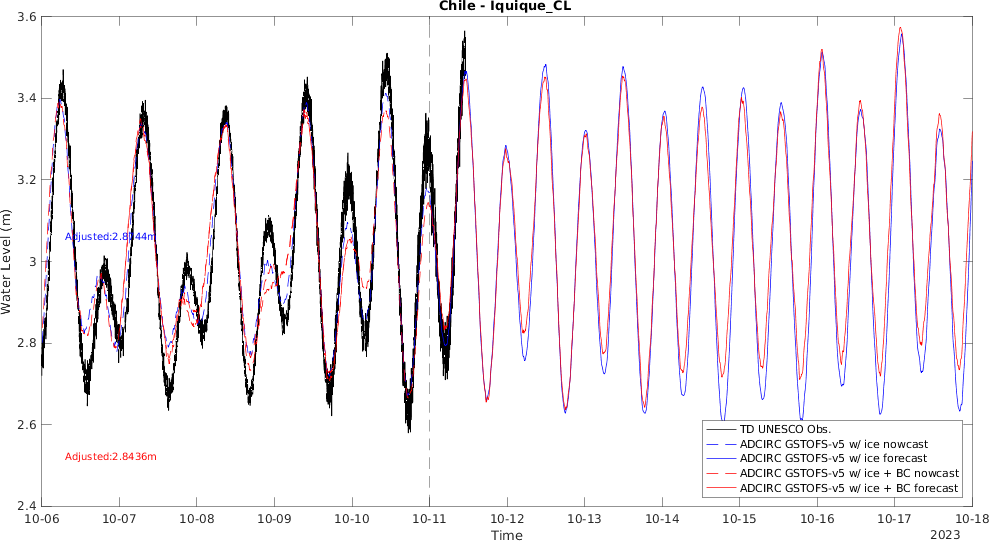 Chile - Iquique_CL
3.6
3.4
3.2
3
2.8
2.6
2.4
Water Level (m)
Adjusted:2.8044m
Adjusted:2.8436m
TD UNESCO Obs.
ADCIRC GSTOFS-v5 w/ ice nowcast
ADCIRC GSTOFS-v5 w/ ice forecast
ADCIRC GSTOFS-v5 w/ ice + BC nowcast
ADCIRC GSTOFS-v5 w/ ice + BC forecast
10-06 10-07 10-08 10-09 10-10 10-11 10-12 10-13 10-14 10-15 10-16 10-17 10-18
Time
2023